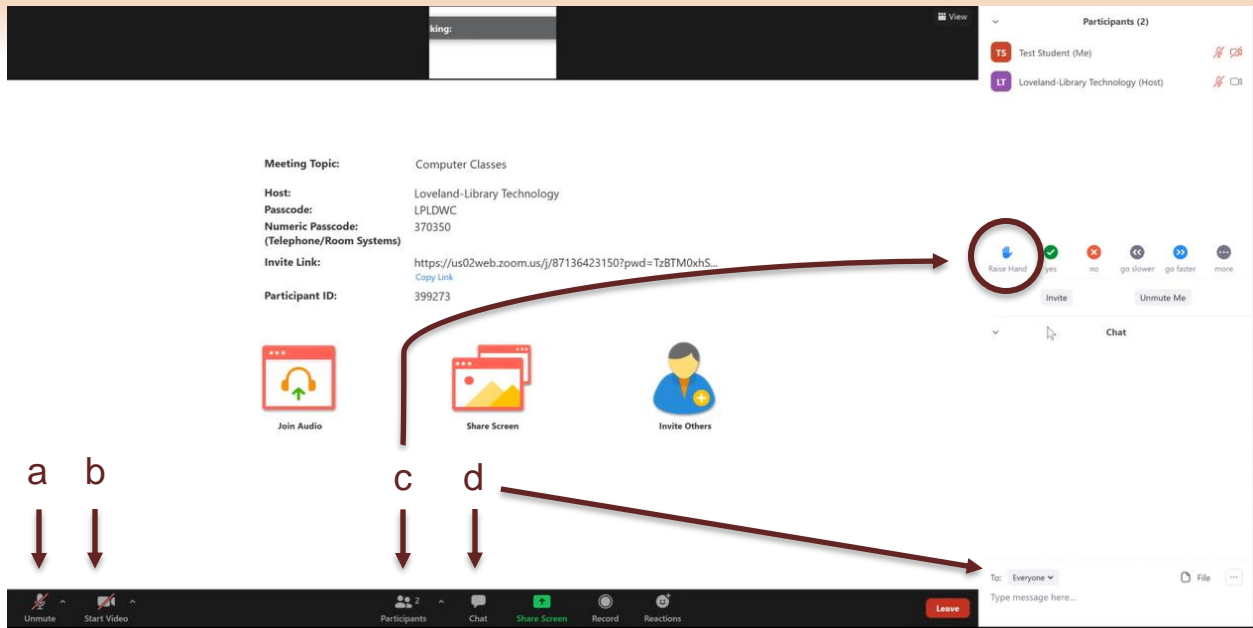 king:
View
Participants (2)
TS Test Student (Me)
LT Loveland-Library Technology (Host)
Meeting Topic: Computer Classes
Host: Loveland-Library Technology
Passcode: LPLDWC
Numeric Passcode: 370350
(Telephone/Room Systems)
Invite Link: https://us02web.zoom.us/j/87136423150?pwd=TzBTM0xhS...
Copy Link
Participant ID: 399273
Raise Hand yes no go slower go faster more
Invite Unmute Me
Chat
Join Audio Share Screen Invite Others
a b c d
To: Everyone File
Type message here...
2
Unmute Start Video Participants Chat Share Screen Record Reactions Leave